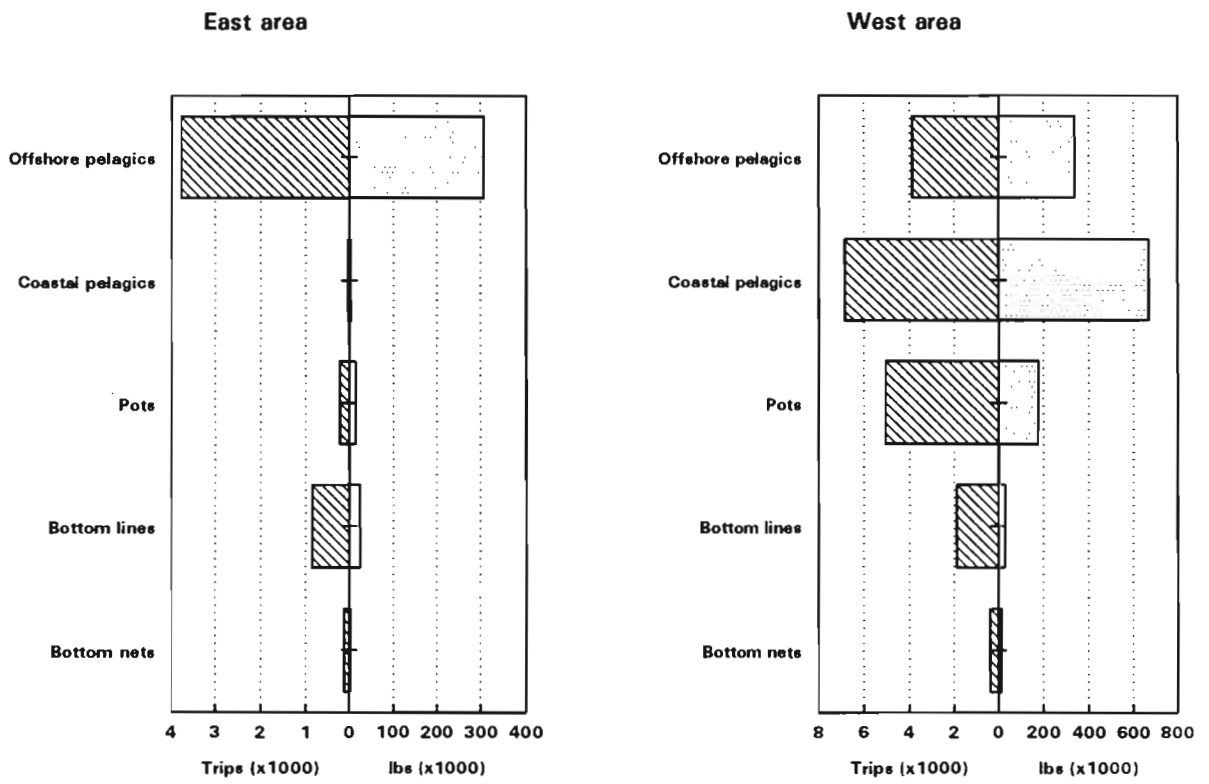 East area
Offshore pelagics
Coastal pelagics
Pots
Bottom lines
Bottom nets
4 3 2 1 0 100 200 300 400
Trips (x1000) lbs (x1000)
West area
Offshore pelagics
Coastal pelagics
Pots
Bottom lines
Bottom nets
8 6 4 2 0 200 400 600 800
Trips (x1000) lbs (x1000)